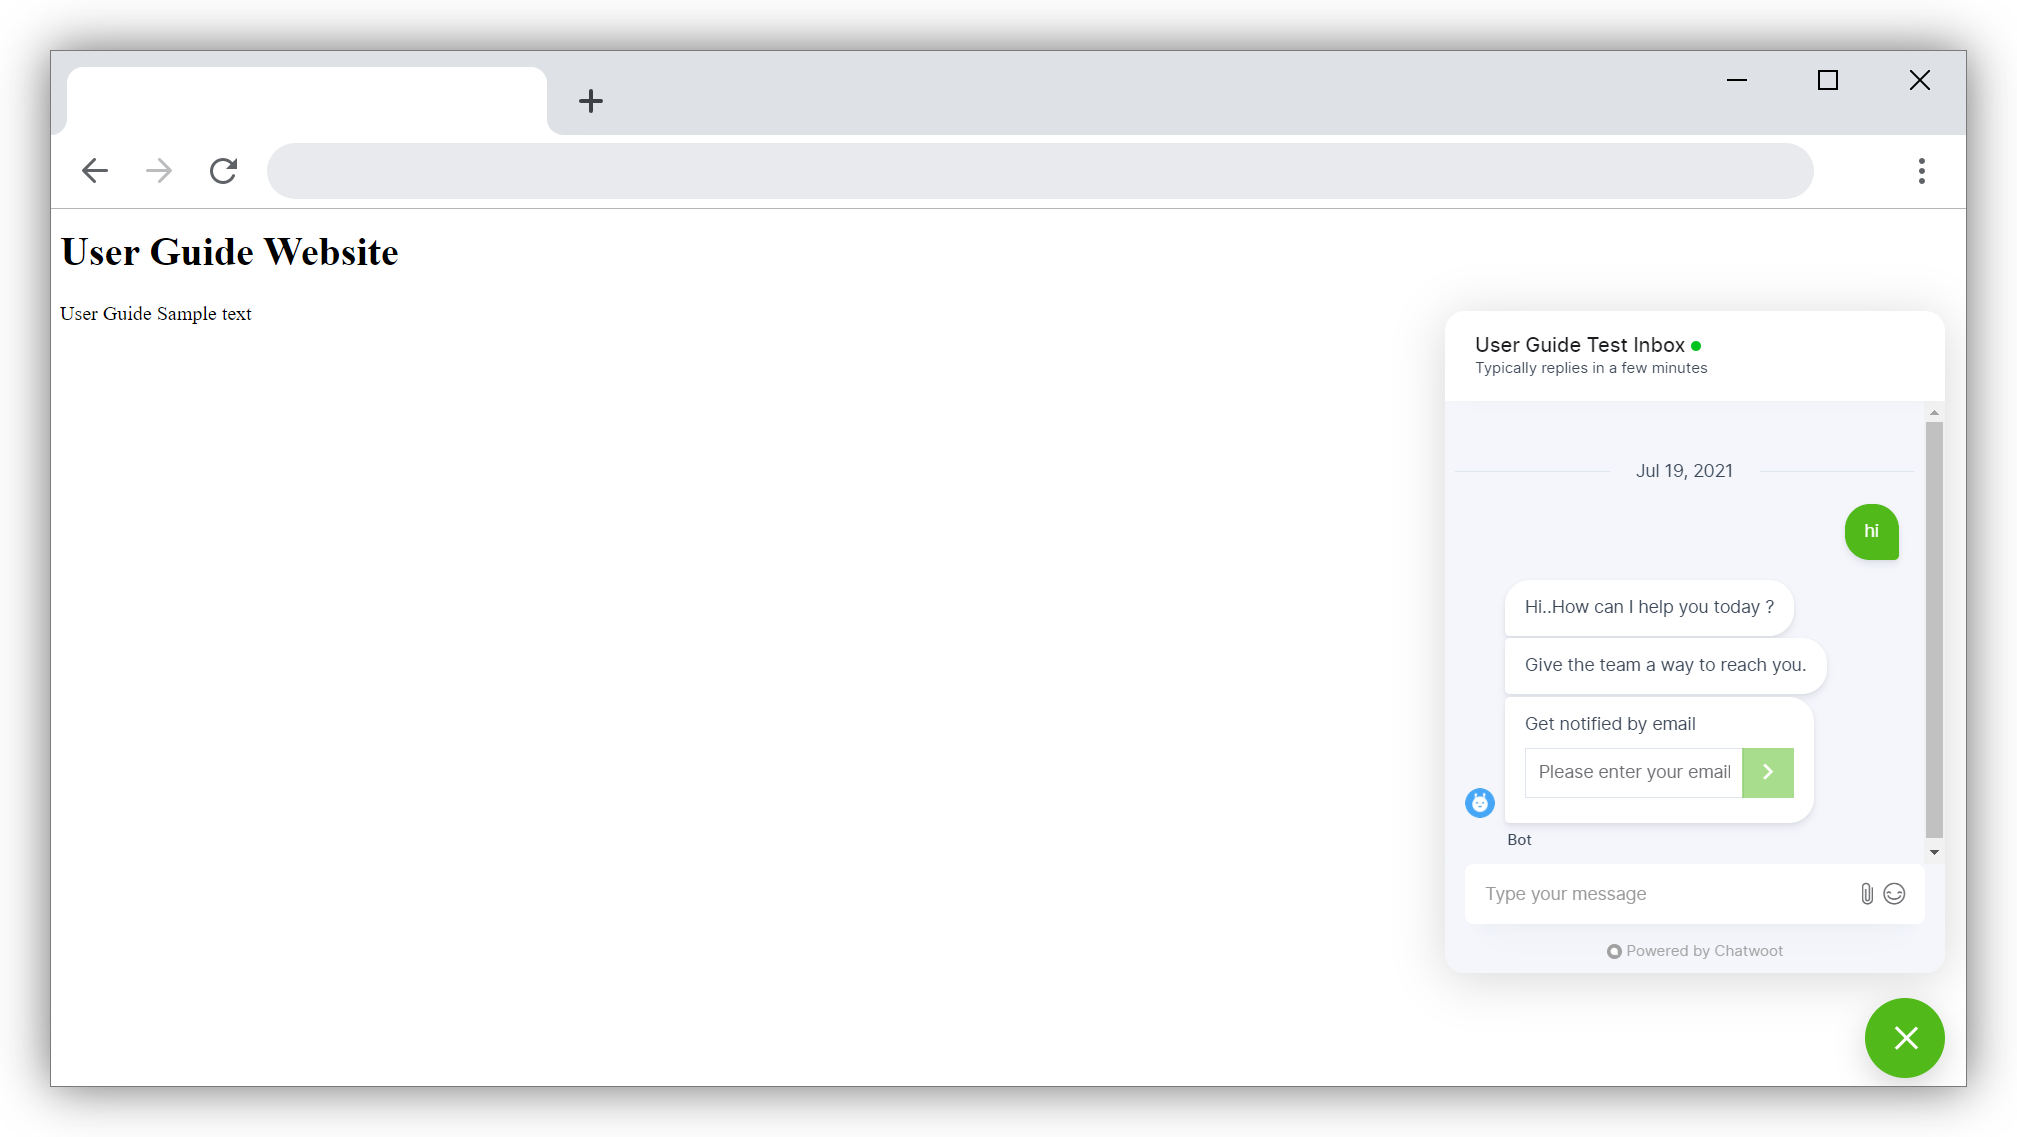 User Guide Website
User Guide Sample text
User Guide Test Inbox
Typically replies in a few minutes
Jul 19, 2021
hi
Hi..How can I help you today ?
Give the team a way to reach you.
Get notified by email
Please enter your email
Bot
Type your message
Powered by Chatwoot